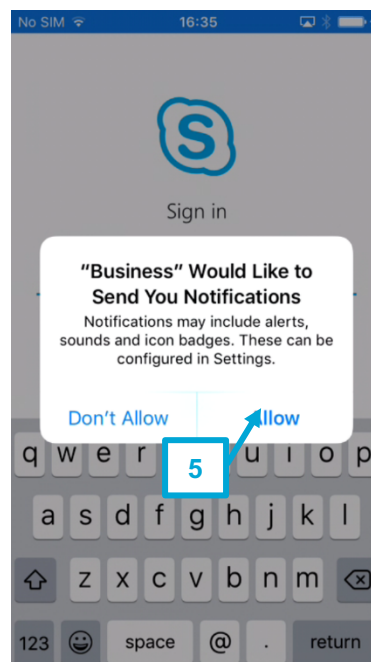 No SIM 16:35
S
Sign in
“Business” Would Like to
Send You Notifications
Notifications may include alerts,
sounds and icon badges. These can be
configured in Settings.
Don’t Allow Allow
q w e r u i o p
5
a s d f g h j k l
z x c v b n m
123 space @ . return